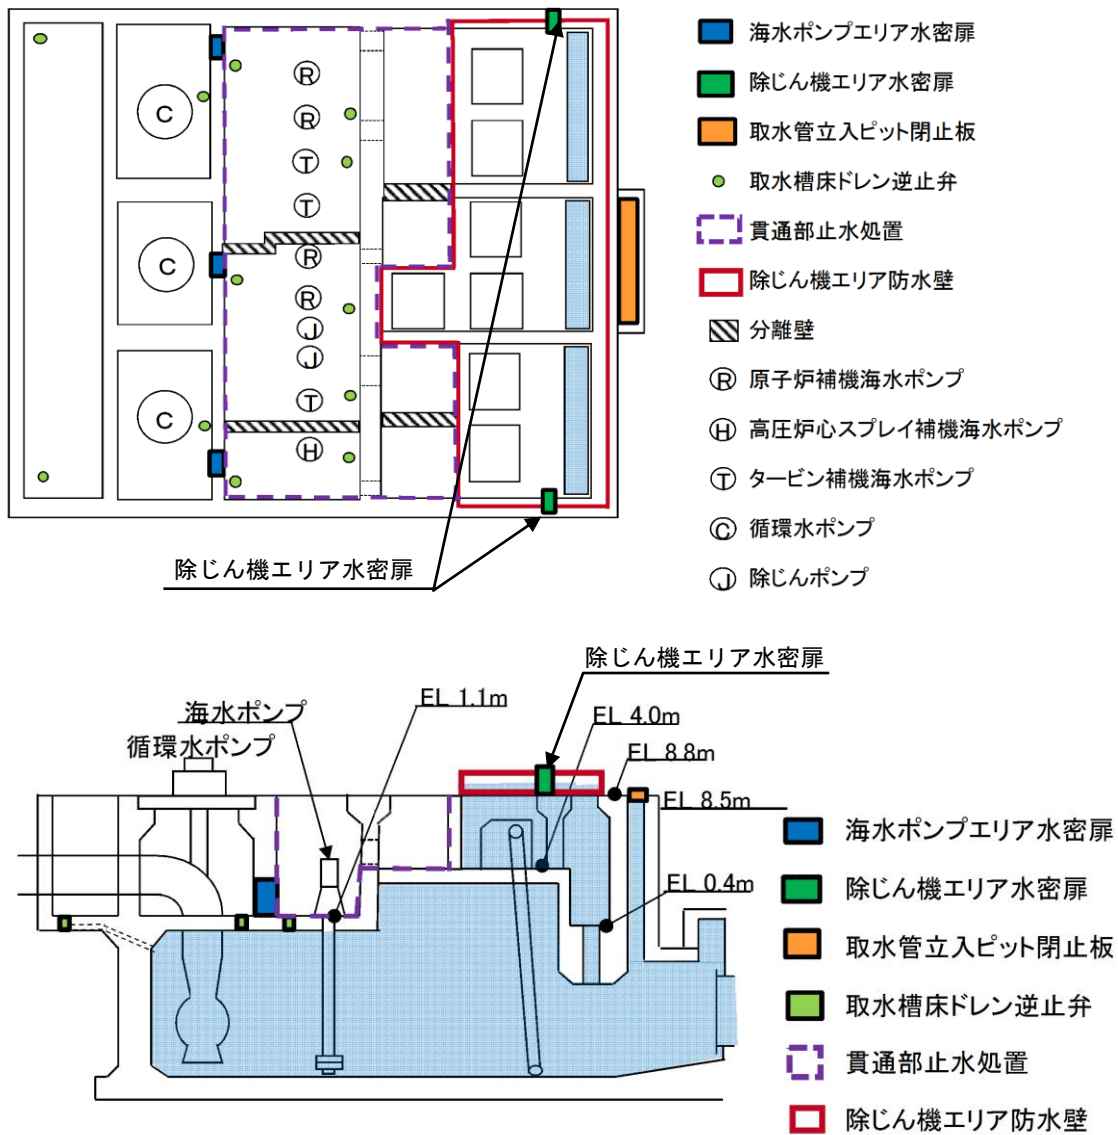 海水ポンプエリア水密扉
除じん機エリア水密扉
取水管立入ピット閉止板
取水槽床ドレン逆止弁
貫通部止水処置
除じん機エリア防水壁
分離壁
Ⓡ 原子炉補機海水ポンプ
Ⓗ 高圧炉心スプレイ補機海水ポンプ
Ⓣ タービン補機海水ポンプ
Ⓒ 循環水ポンプ
Ⓙ 除じんポンプ
C
C
C
R
R
T
T
R
R
J
J
T
H
除じん機エリア水密扉
除じん機エリア水密扉
海水ポンプ
循環水ポンプ
EL 1.1m
EL 4.0m
EL 8.8m
EL 8.5m
EL 0.4m
海水ポンプエリア水密扉
除じん機エリア水密扉
取水管立入ピット閉止板
取水槽床ドレン逆止弁
貫通部止水処置
除じん機エリア防水壁